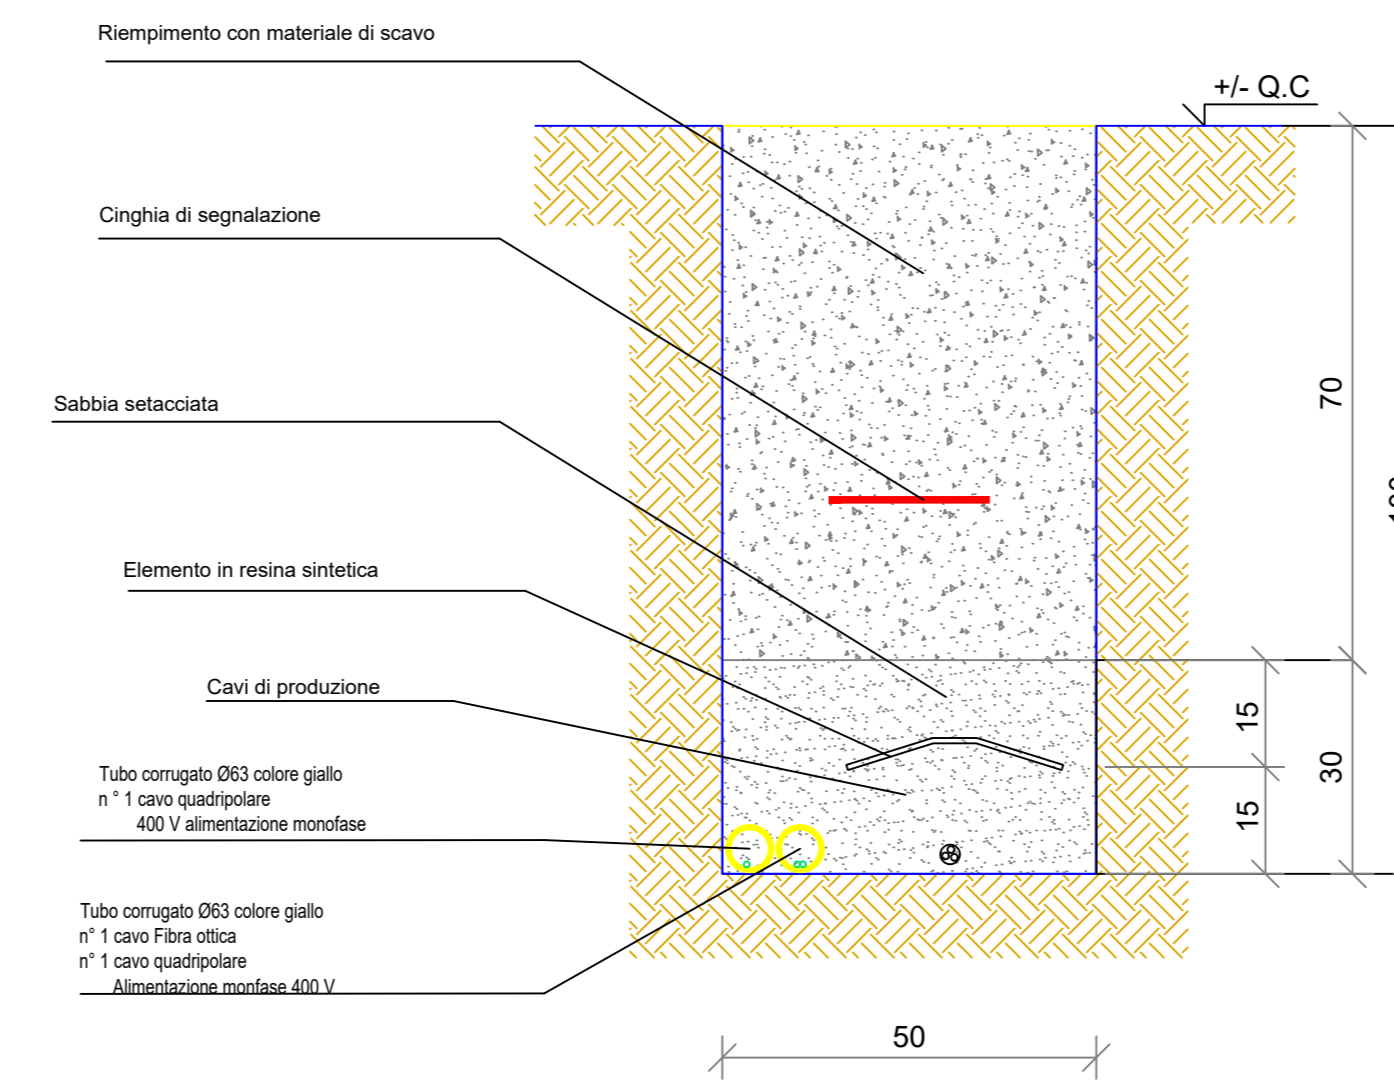 Riempimento con materiale di scavo
+/- Q.C
Cinghia di segnalazione
70
Sabbia setacciata
Elemento in resina sintetica
Cavi di produzione
15
30
15
Tubo corrugato Ø63 colore giallo
n ° 1 cavo quadripolare
400 V alimentazione monofase
Tubo corrugato Ø63 colore giallo
n° 1 cavo Fibra ottica
n° 1 cavo quadripolare
Alimentazione monfase 400 V
50